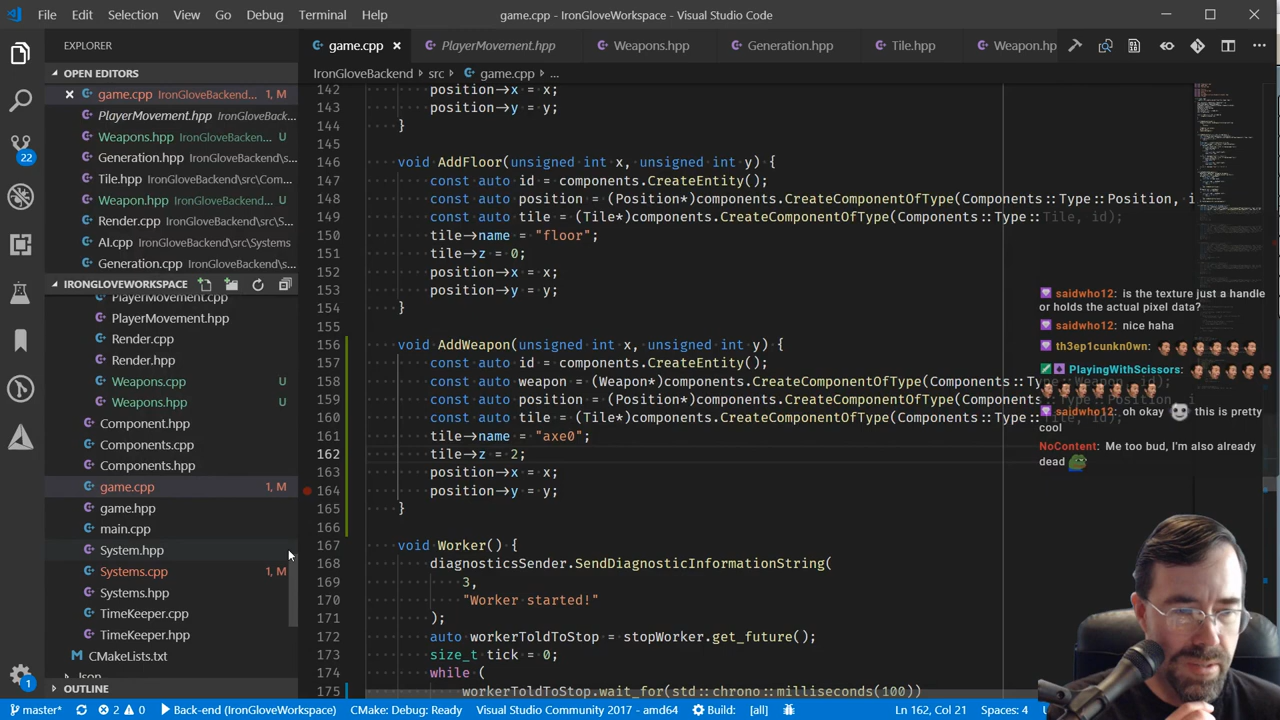 File Edit Selection View Go Debug Terminal Help
game.cpp - IronGloveWorkspace - Visual Studio Code
EXPLORER
OPEN EDITORS
game.cpp IronGloveBackend... 1, M
PlayerMovement.hpp IronGloveBack...
Weapons.hpp IronGloveBackend... U
Generation.hpp IronGloveBackend\s...
Tile.hpp IronGloveBackend\src\Com...
Weapon.hpp IronGloveBackend... U
Render.cpp IronGloveBackend\src\S...
AI.cpp IronGloveBackend\src\Systems
Generation.cpp IronGloveBackend\s...
IRONGLOVEWORKSPACE
PlayerMovement.cpp
PlayerMovement.hpp
Render.cpp
Render.hpp
Weapons.cpp U
Weapons.hpp U
Component.hpp
Components.cpp
Components.hpp
game.cpp 1, M
game.hpp
main.cpp
System.hpp
Systems.cpp 1, M
Systems.hpp
TimeKeeper.cpp
TimeKeeper.hpp
CMakeLists.txt
Json
OUTLINE
22
1
game.cpp PlayerMovement.hpp Weapons.hpp Generation.hpp Tile.hpp Weapon.hp
IronGloveBackend › src › game.cpp › ...
142 position->x = x;
143 position->y = y;
144 }
145
146 void AddFloor(unsigned int x, unsigned int y) {
147 const auto id = components.CreateEntity();
148 const auto position = (Position*)components.CreateComponentOfType(Components::Type::Position, i
149 const auto tile = (Tile*)components.CreateComponentOfType(Components::Type::Tile, id);
150 tile->name = "floor";
151 tile->z = 0;
152 position->x = x;
153 position->y = y;
154 }
155
156 void AddWeapon(unsigned int x, unsigned int y) {
157 const auto id = components.CreateEntity();
158 const auto weapon = (Weapon*)components.CreateComponentOfType(Components::Type::Weapon, id);
159 const auto position = (Position*)components.CreateComponentOfType(Components::Type::Position, i
160 const auto tile = (Tile*)components.CreateComponentOfType(Components::Type::Tile, id);
161 tile->name = "axe0";
162 tile->z = 2;
163 position->x = x;
164 position->y = y;
165 }
166
167 void Worker() {
168 diagnosticsSender.SendDiagnosticInformationString(
169 3,
170 "Worker started!"
171 );
172 auto workerToldToStop = stopWorker.get_future();
173 size_t tick = 0;
174 while (
175 workerToldToStop.wait_for(std::chrono::milliseconds(100))
saidwho12: is the texture just a handle
or holds the actual pixel data?
saidwho12: nice haha
th3ep1cunkn0wn:
PlayingWithScissors:
saidwho12: oh okay this is pretty
cool
NoContent: Me too bud, I'm also already
dead
master* 2 0 Back-end (IronGloveWorkspace) CMake: Debug: Ready Visual Studio Community 2017 - amd64 Build: [all] Ln 162, Col 21 Spaces: 4